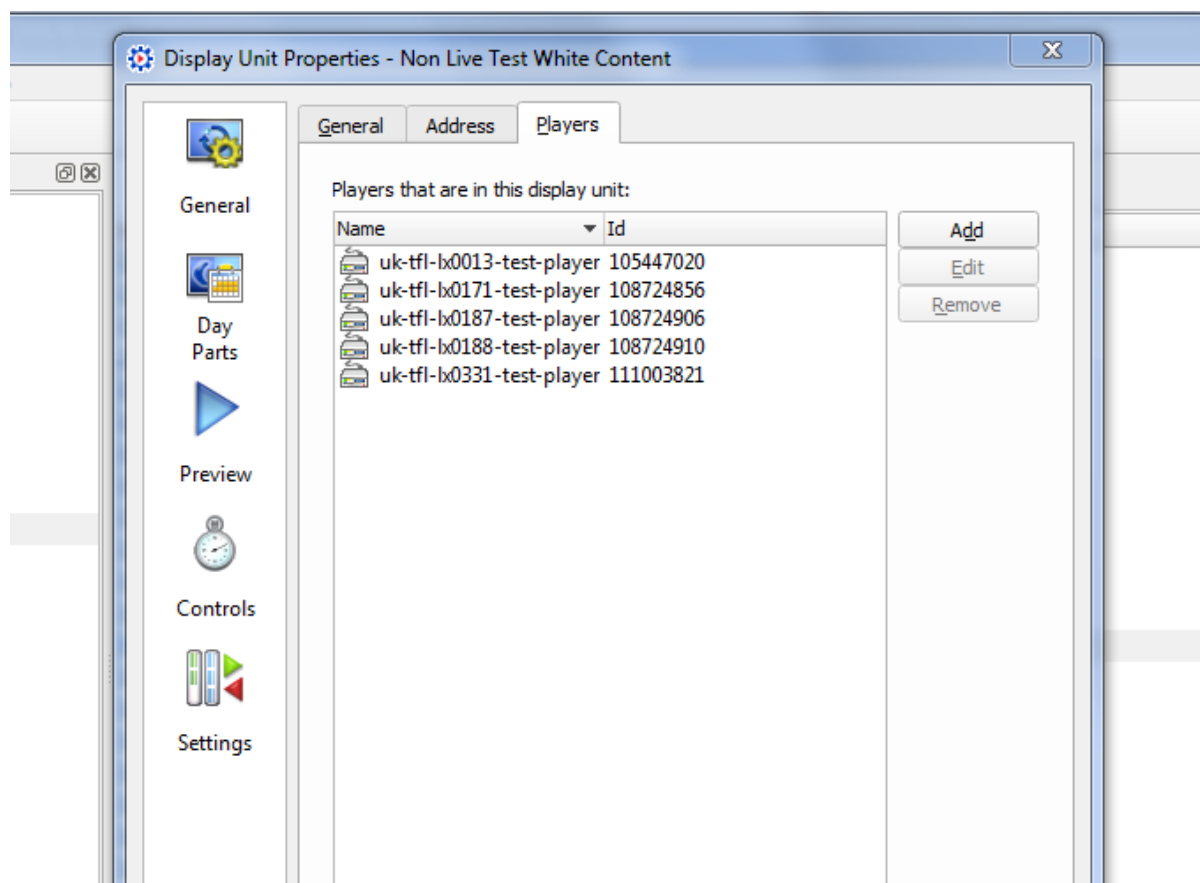 Display Unit Properties - Non Live Test White Content
General
Day
Parts
Preview
Controls
Settings
General Address Players
Players that are in this display unit:
Name Id
uk-tfl-lx0013-test-player 105447020
uk-tfl-lx0171-test-player 108724856
uk-tfl-lx0187-test-player 108724906
uk-tfl-lx0188-test-player 108724910
uk-tfl-lx0331-test-player 111003821
Add
Edit
Remove